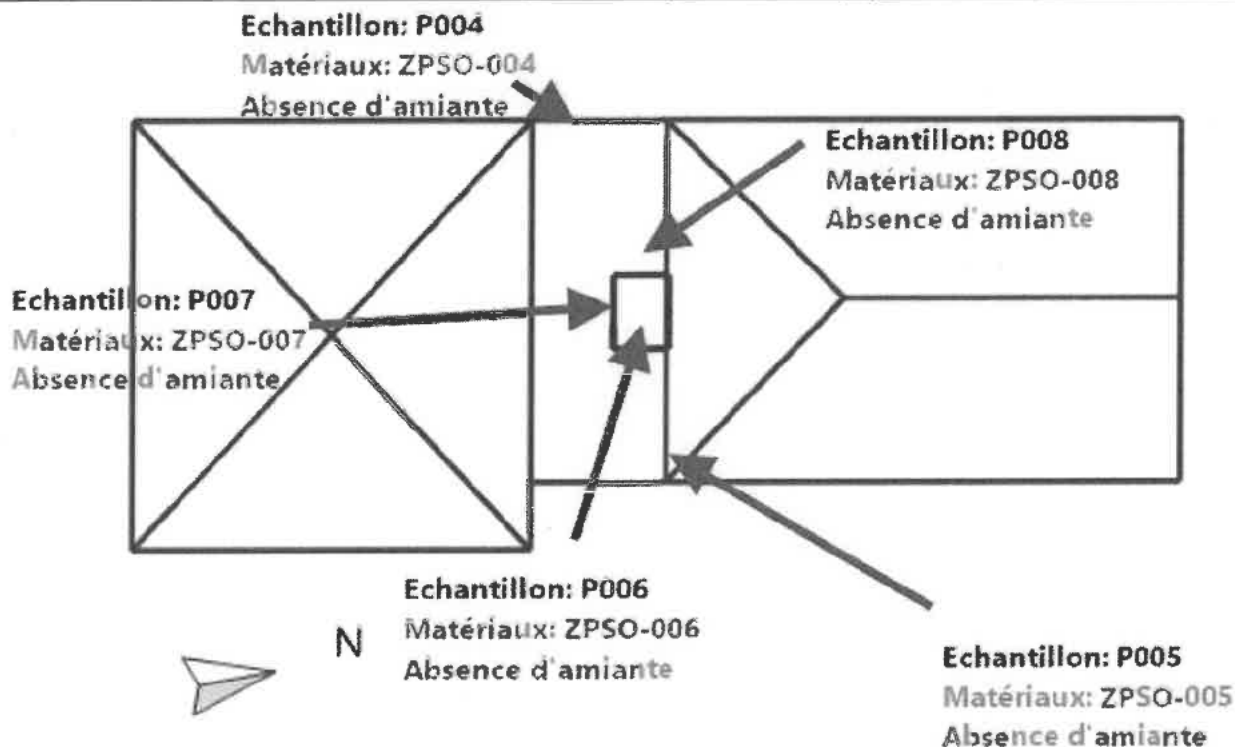 Echantillon: P004
Matériaux: ZPSO-004
Absence d'amiante
Echantillon: P008
Matériaux: ZPSO-008
Absence d'amiante
Echantillon: P007
Matériaux: ZPSO-007
Absence d'amiante
Echantillon: P006
Matériaux: ZPSO-006
Absence d'amiante
N
Echantillon: P005
Matériaux: ZPSO-005
Absence d'amiante